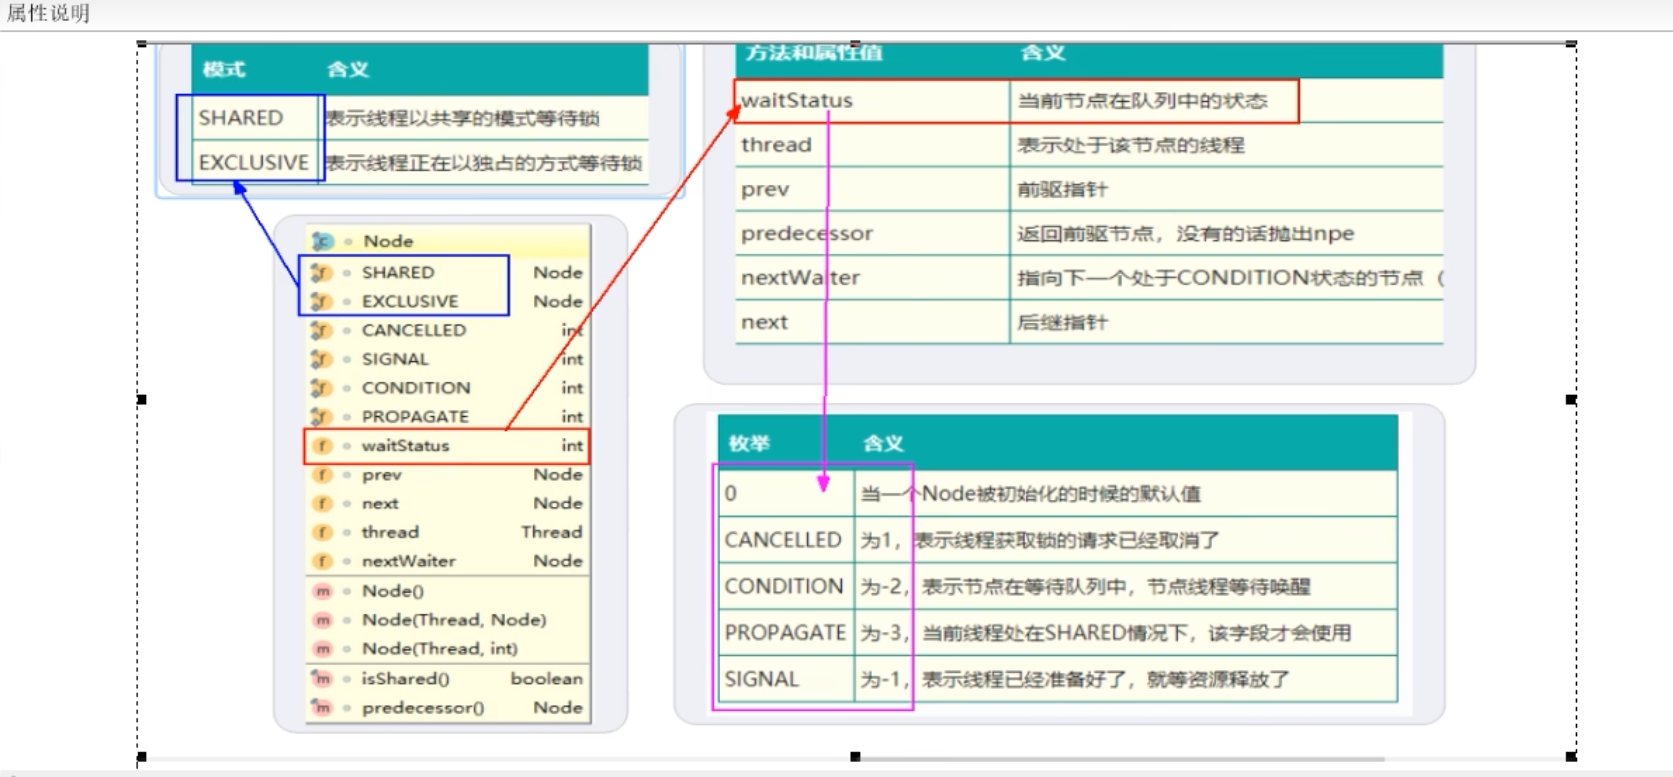 属性说明
模式 含义
SHARED 表示线程以共享的模式等待锁
EXCLUSIVE 表示线程正在以独占的方式等待锁
方法和属性值 含义
waitStatus 当前节点在队列中的状态
thread 表示处于该节点的线程
prev 前驱指针
predecessor 返回前驱节点，没有的话抛出npe
nextWaiter 指向下一个处于CONDITION状态的节点（
next 后继指针
Node
SHARED Node
EXCLUSIVE Node
CANCELLED int
SIGNAL int
CONDITION int
PROPAGATE int
waitStatus int
prev Node
next Node
thread Thread
nextWaiter Node
Node()
Node(Thread, Node)
Node(Thread, int)
isShared() boolean
predecessor() Node
枚举 含义
0 当一个Node被初始化的时候的默认值
CANCELLED 为1，表示线程获取锁的请求已经取消了
CONDITION 为-2，表示节点在等待队列中，节点线程等待唤醒
PROPAGATE 为-3，当前线程处在SHARED情况下，该字段才会使用
SIGNAL 为-1，表示线程已经准备好了，就等资源释放了